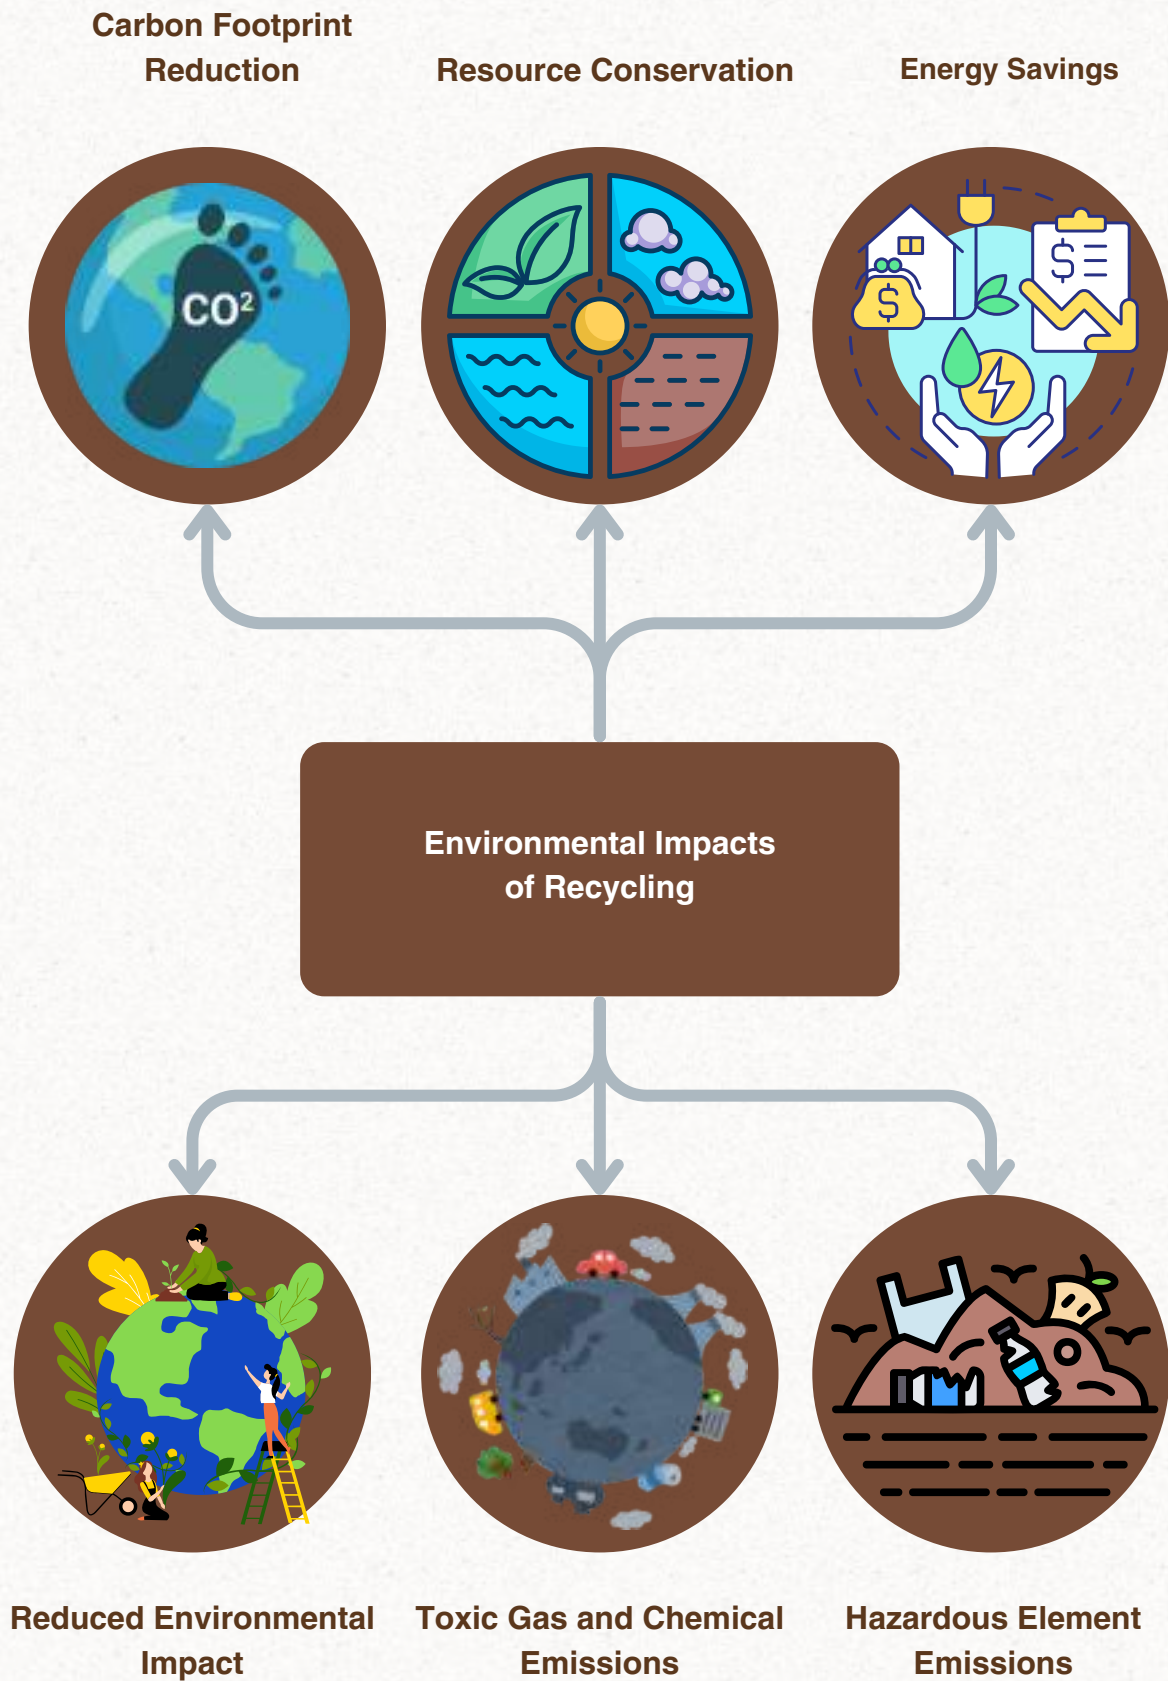 Carbon Footprint
Reduction
Resource Conservation
Energy Savings
CO²
$
$
Environmental Impacts
of Recycling
Reduced Environmental
Impact
Toxic Gas and Chemical
Emissions
Hazardous Element
Emissions